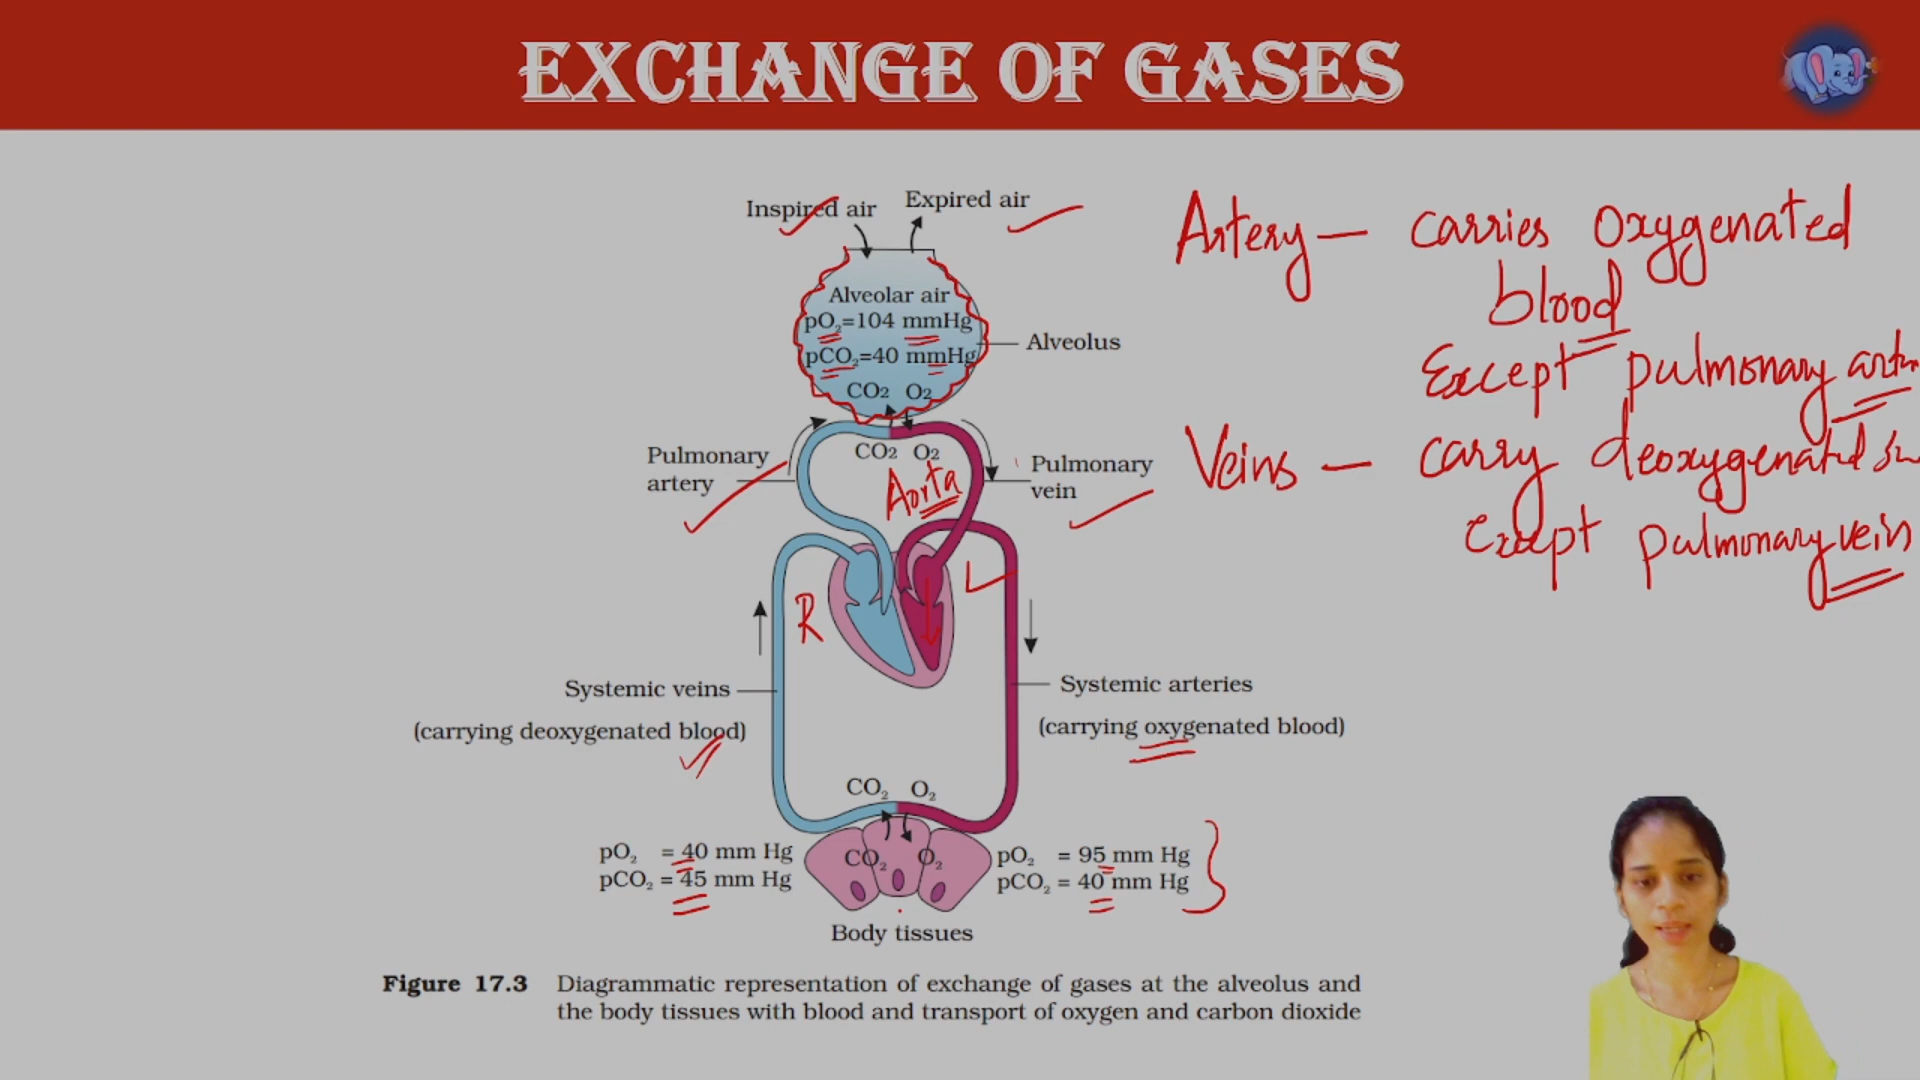 EXCHANGE OF GASES
Inspired air
Expired air
Alveolar air
pO2=104 mmHg
pCO2=40 mmHg
CO2 O2
Alveolus
Pulmonary
artery
CO2 O2
Aorta
Pulmonary
vein
R
L
Systemic veins
(carrying deoxygenated blood)
Systemic arteries
(carrying oxygenated blood)
CO2 O2
pO2 = 40 mm Hg
pCO2 = 45 mm Hg
CO2 O2
pO2 = 95 mm Hg
pCO2 = 40 mm Hg
Body tissues
Figure 17.3 Diagrammatic representation of exchange of gases at the alveolus and
the body tissues with blood and transport of oxygen and carbon dioxide
Artery – carries Oxygenated
blood
Except pulmonary
Veins – carry deoxygenated
Except pulmonary vein